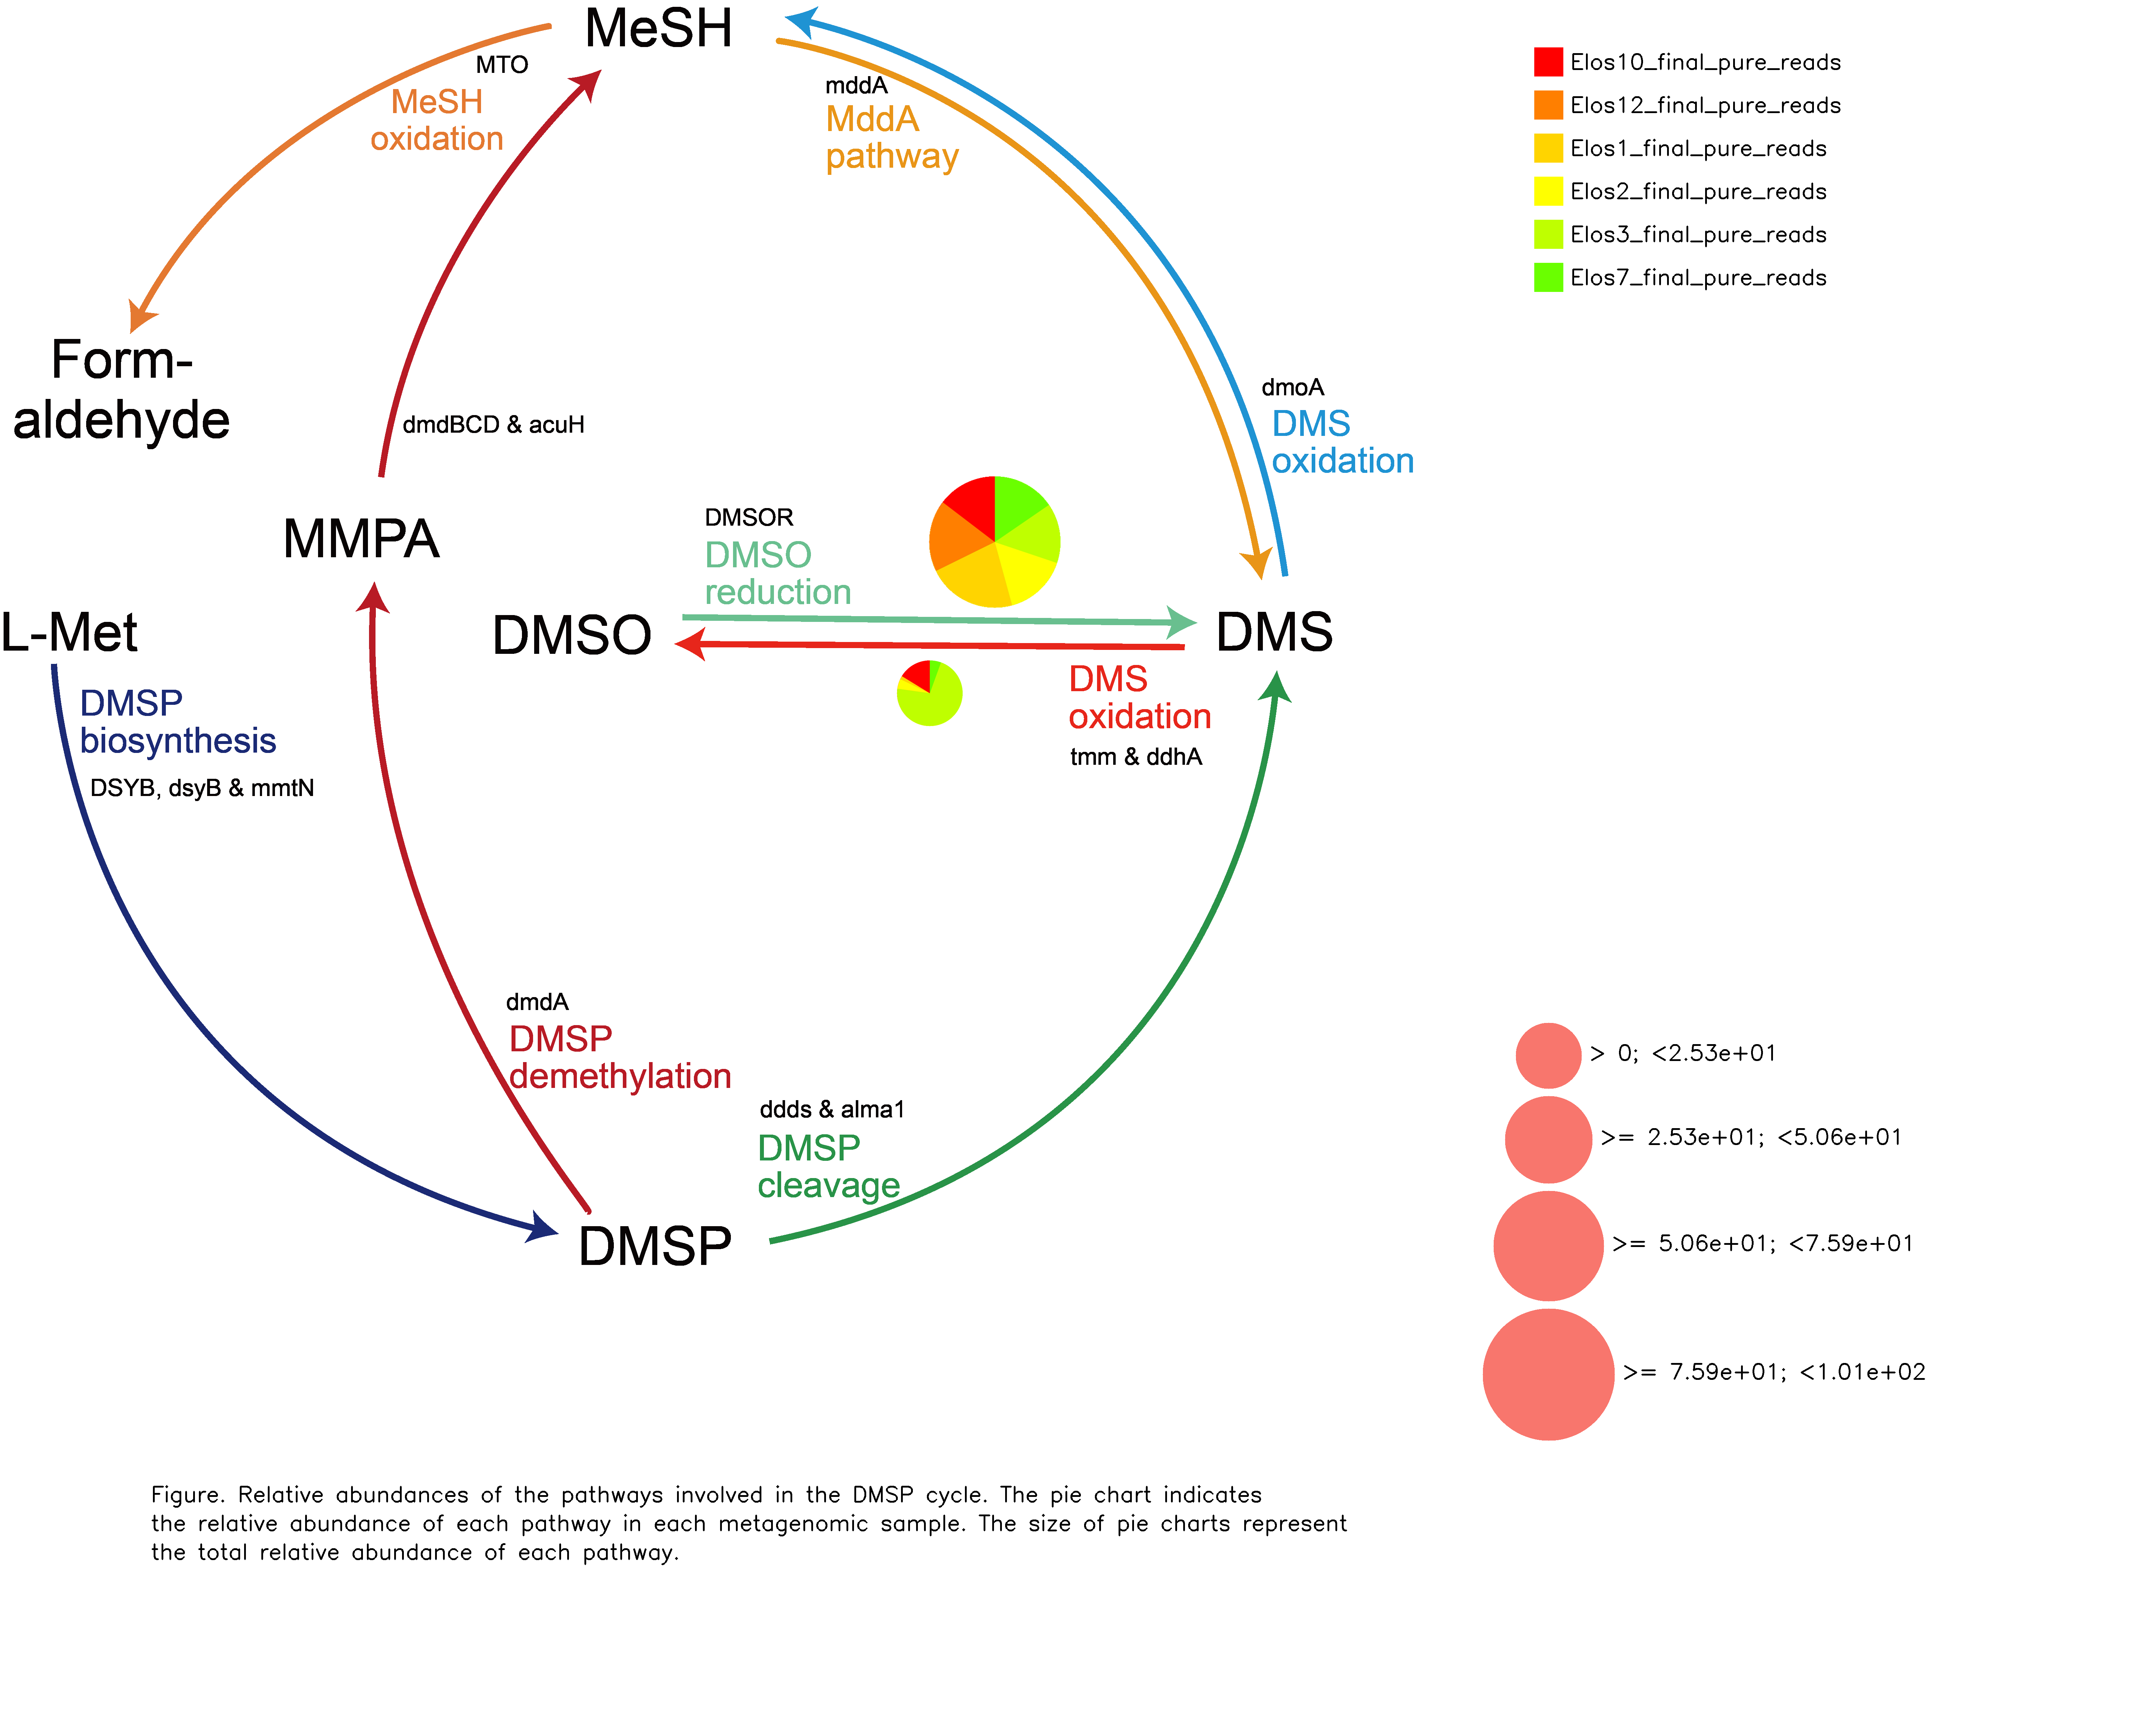 MeSH
MTO
MeSH
oxidation
mddA
MddA
pathway
Elos10_final_pure_reads
Elos12_final_pure_reads
Elos1_final_pure_reads
Elos2_final_pure_reads
Elos3_final_pure_reads
Elos7_final_pure_reads
Form-
aldehyde
dmdBCD & acuH
dmoA
DMS
oxidation
MMPA
DMSOR
DMSO
reduction
L-Met
DMSO
DMS
DMSP
biosynthesis
DSYB, dsyB & mmtN
DMS
oxidation
tmm & ddhA
dmdA
DMSP
demethylation
ddds & alma1
DMSP
cleavage
DMSP
> 0; <2.53e+01
>= 2.53e+01; <5.06e+01
>= 5.06e+01; <7.59e+01
>= 7.59e+01; <1.01e+02
Figure. Relative abundances of the pathways involved in the DMSP cycle. The pie chart indicates
the relative abundance of each pathway in each metagenomic sample. The size of pie charts represent
the total relative abundance of each pathway.